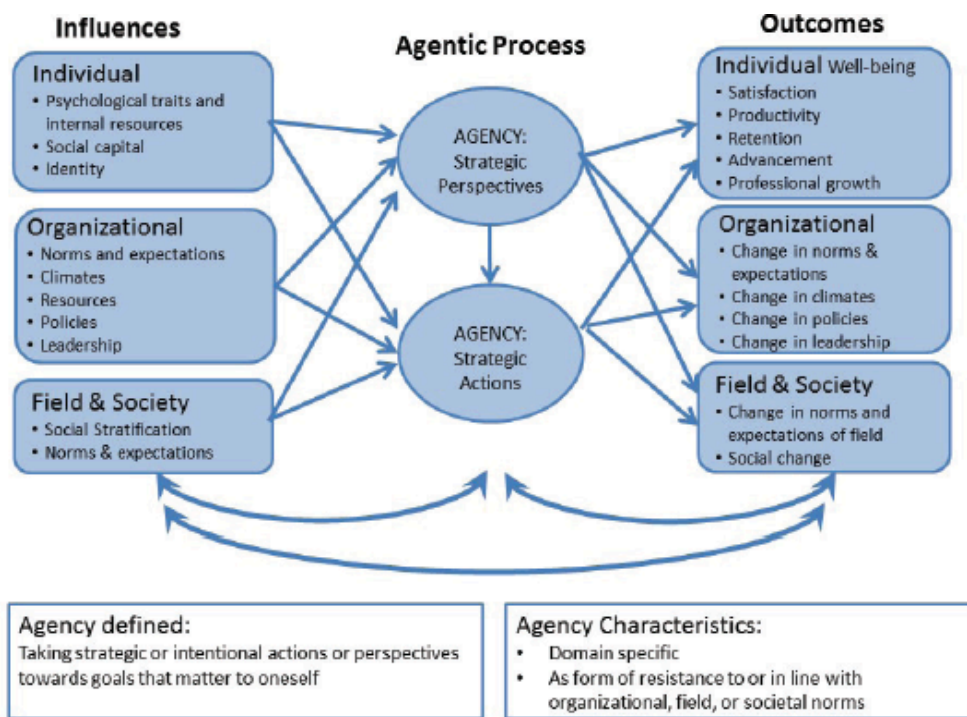 Influences
Individual
• Psychological traits and
internal resources
• Social capital
• Identity
Organizational
• Norms and expectations
• Climates
• Resources
• Policies
• Leadership
Field & Society
• Social Stratification
• Norms & expectations
Agentic Process
AGENCY:
Strategic
Perspectives
AGENCY:
Strategic
Actions
Outcomes
Individual Well-being
• Satisfaction
• Productivity
• Retention
• Advancement
• Professional growth
Organizational
• Change in norms &
expectations
• Change in climates
• Change in policies
• Change in leadership
Field & Society
• Change in norms and
expectations of field
• Social change
Agency defined:
Taking strategic or intentional actions or perspectives
towards goals that matter to oneself
Agency Characteristics:
• Domain specific
• As form of resistance to or in line with
organizational, field, or societal norms